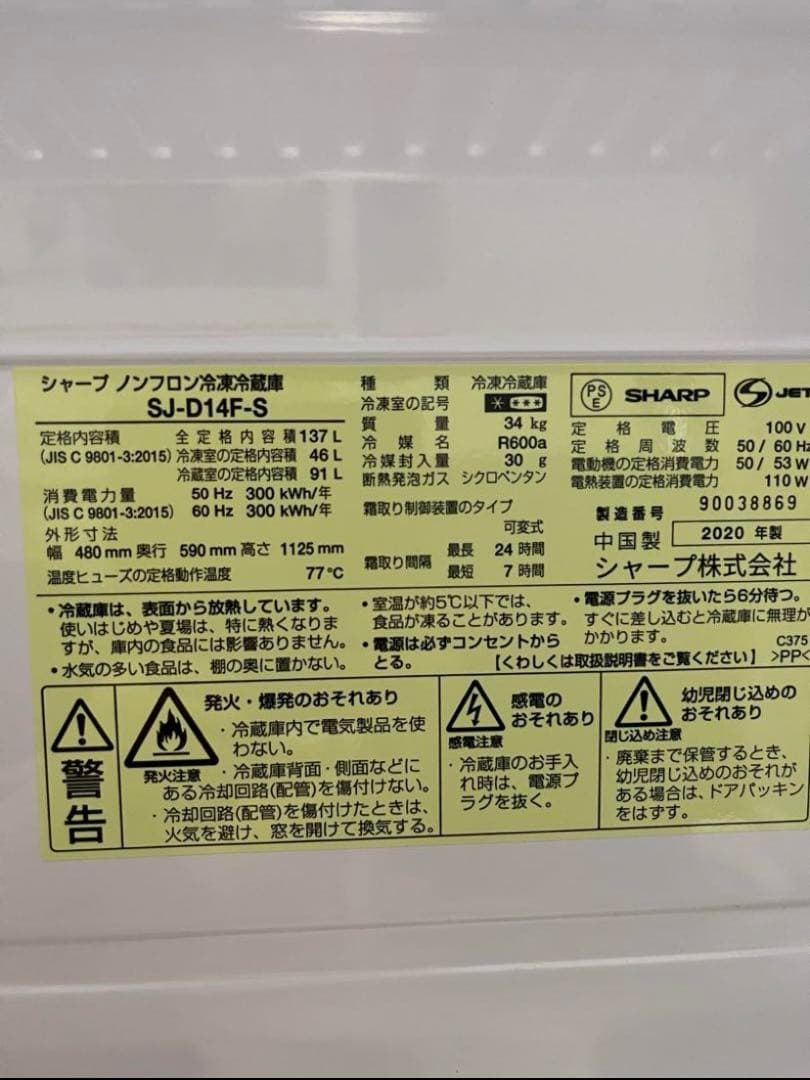 シャープ ノンフロン冷凍冷蔵庫
SJ-D14F-S
定格内容積 全定格内容積 137 L
(JIS C 9801-3:2015) 冷凍室の定格内容積 46 L
冷蔵室の定格内容積 91 L
消費電力量 50 Hz 300 kWh/年
(JIS C 9801-3:2015) 60 Hz 300 kWh/年
外形寸法
幅 480 mm 奥行 590 mm 高さ 1125 mm
温度ヒューズの定格動作温度 77℃
種類 冷凍冷蔵庫
冷凍室の記号 * ***
質量 34 kg
冷媒名 R600a
冷媒封入量 30 g
断熱発泡ガス シクロペンタン
霜取り制御装置のタイプ
可変式
霜取り間隔 最長 24 時間
最短 7 時間
PS E SHARP JET
定格電圧 100 V
定格周波数 50 / 60 Hz
電動機の定格消費電力 50 / 53 W
電熱装置の定格消費電力 110 W
製造番号 90038869
中国製 2020 年製
シャープ株式会社
・冷蔵庫は、表面から放熱しています。
使いはじめや夏場は、特に熱くなりま
すが、庫内の食品には影響ありません。
・水気の多い食品は、棚の奥に置かない。
・室温が約5℃以下では、
食品が凍ることがあります。
・電源は必ずコンセントから
とる。
・電源プラグを抜いたら6分待つ。
すぐに差し込むと冷蔵庫に無理が
かかります。
【くわしくは取扱説明書をご覧ください】
C375
>PP<
警告
発火注意
発火・爆発のおそれあり
・冷蔵庫内で電気製品を使
わない。
・冷蔵庫背面・側面などに
ある冷却回路(配管)を傷付けない。
・冷却回路(配管)を傷付けたときは、
火気を避け、窓を開けて換気する。
感電注意
感電の
おそれあり
・冷蔵庫のお手入
れ時は、電源プ
ラグを抜く。
閉じ込め注意
幼児閉じ込めの
おそれあり
・廃棄まで保管するとき、
幼児閉じ込めのおそれが
ある場合は、ドアパッキン
をはずす。